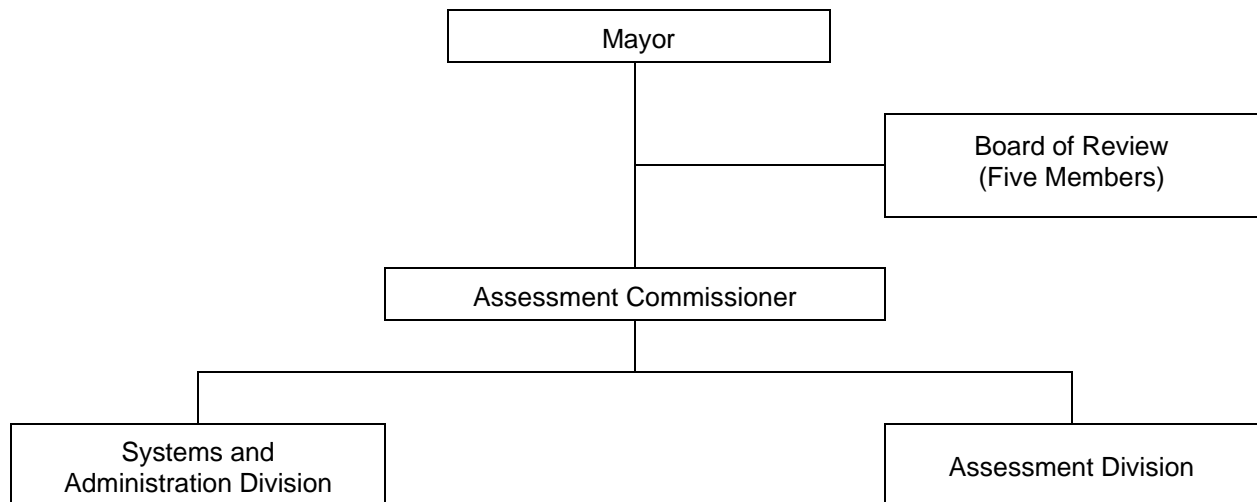 Mayor
Board of Review
(Five Members)
Assessment Commissioner
Systems and
Administration Division
Assessment Division